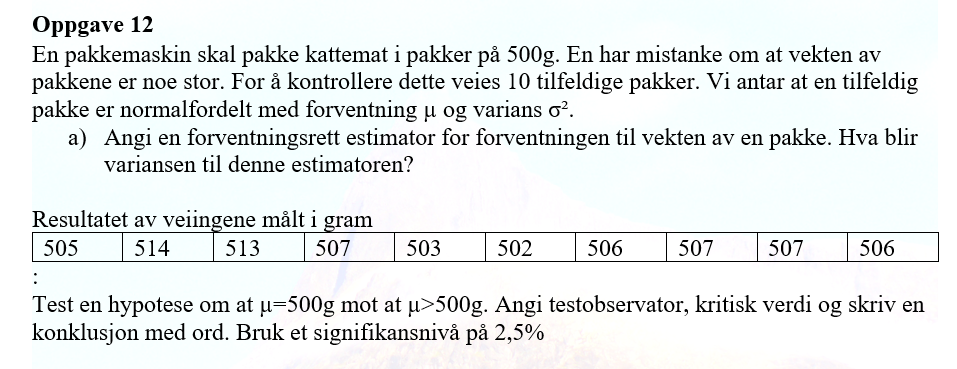 Oppgave 12
En pakkemaskin skal pakke kattemat i pakker på 500g. En har mistanke om at vekten av
pakkene er noe stor. For å kontrollere dette veies 10 tilfeldige pakker. Vi antar at en tilfeldig
pakke er normalfordelt med forventning μ og varians σ².
a) Angi en forventningsrett estimator for forventningen til vekten av en pakke. Hva blir
variansen til denne estimatoren?
Resultatet av veiingene målt i gram
505 514 513 507 503 502 506 507 507 506
:
Test en hypotese om at μ=500g mot at μ>500g. Angi testobservator, kritisk verdi og skriv en
konklusjon med ord. Bruk et signifikansnivå på 2,5%